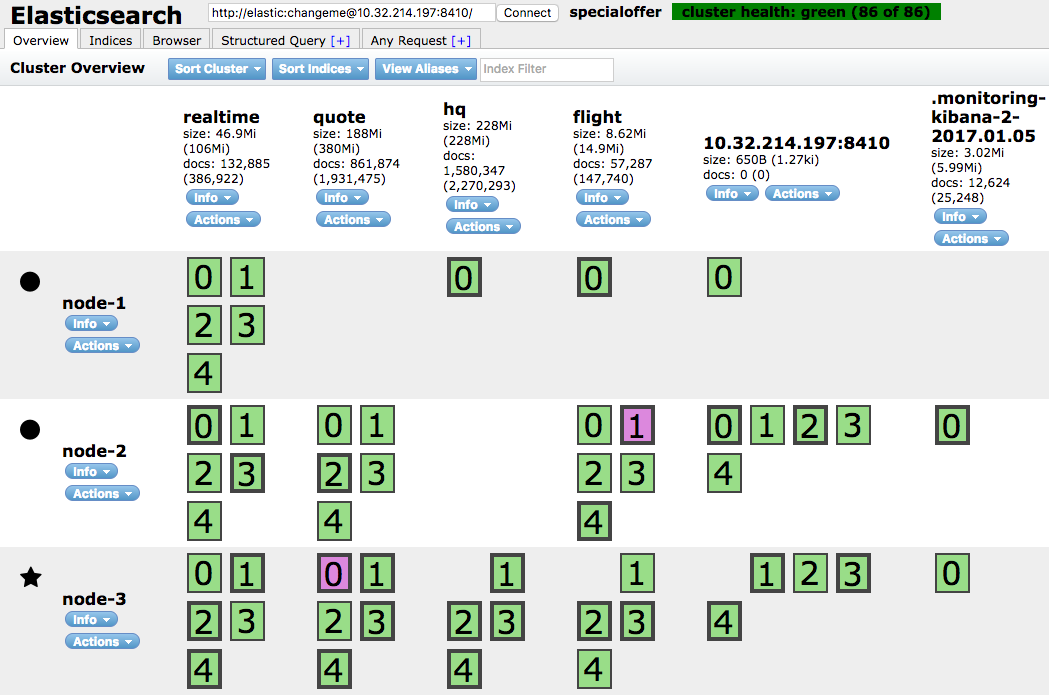 Elasticsearch
http://elastic:changeme@10.32.214.197:8410/ Connect specialoffer cluster health: green (86 of 86)
Overview Indices Browser Structured Query [+] Any Request [+]
Cluster Overview Sort Cluster Sort Indices View Aliases Index Filter
realtime
size: 46.9Mi
(106Mi)
docs: 132,885
(386,922)
Info
Actions
quote
size: 188Mi
(380Mi)
docs: 861,874
(1,931,475)
Info
Actions
hq
size: 228Mi
(228Mi)
docs:
1,580,347
(2,270,293)
Info
Actions
flight
size: 8.62Mi
(14.9Mi)
docs: 57,287
(147,740)
Info
Actions
10.32.214.197:8410
size: 650B (1.27ki)
docs: 0 (0)
Info Actions
.monitoring-
kibana-2-
2017.01.05
size: 3.02Mi
(5.99Mi)
docs: 12,624
(25,248)
Info
Actions
node-1
Info
Actions
0 1 0 0 0
2 3
4
node-2
Info
Actions
0 1 0 1 0 1 0 1 2 3 0
2 3 2 3 2 3 4
4 4 4
node-3
Info
Actions
0 1 0 1 1 1 1 2 3 0
2 3 2 3 2 3 2 3 4
4 4 4 4